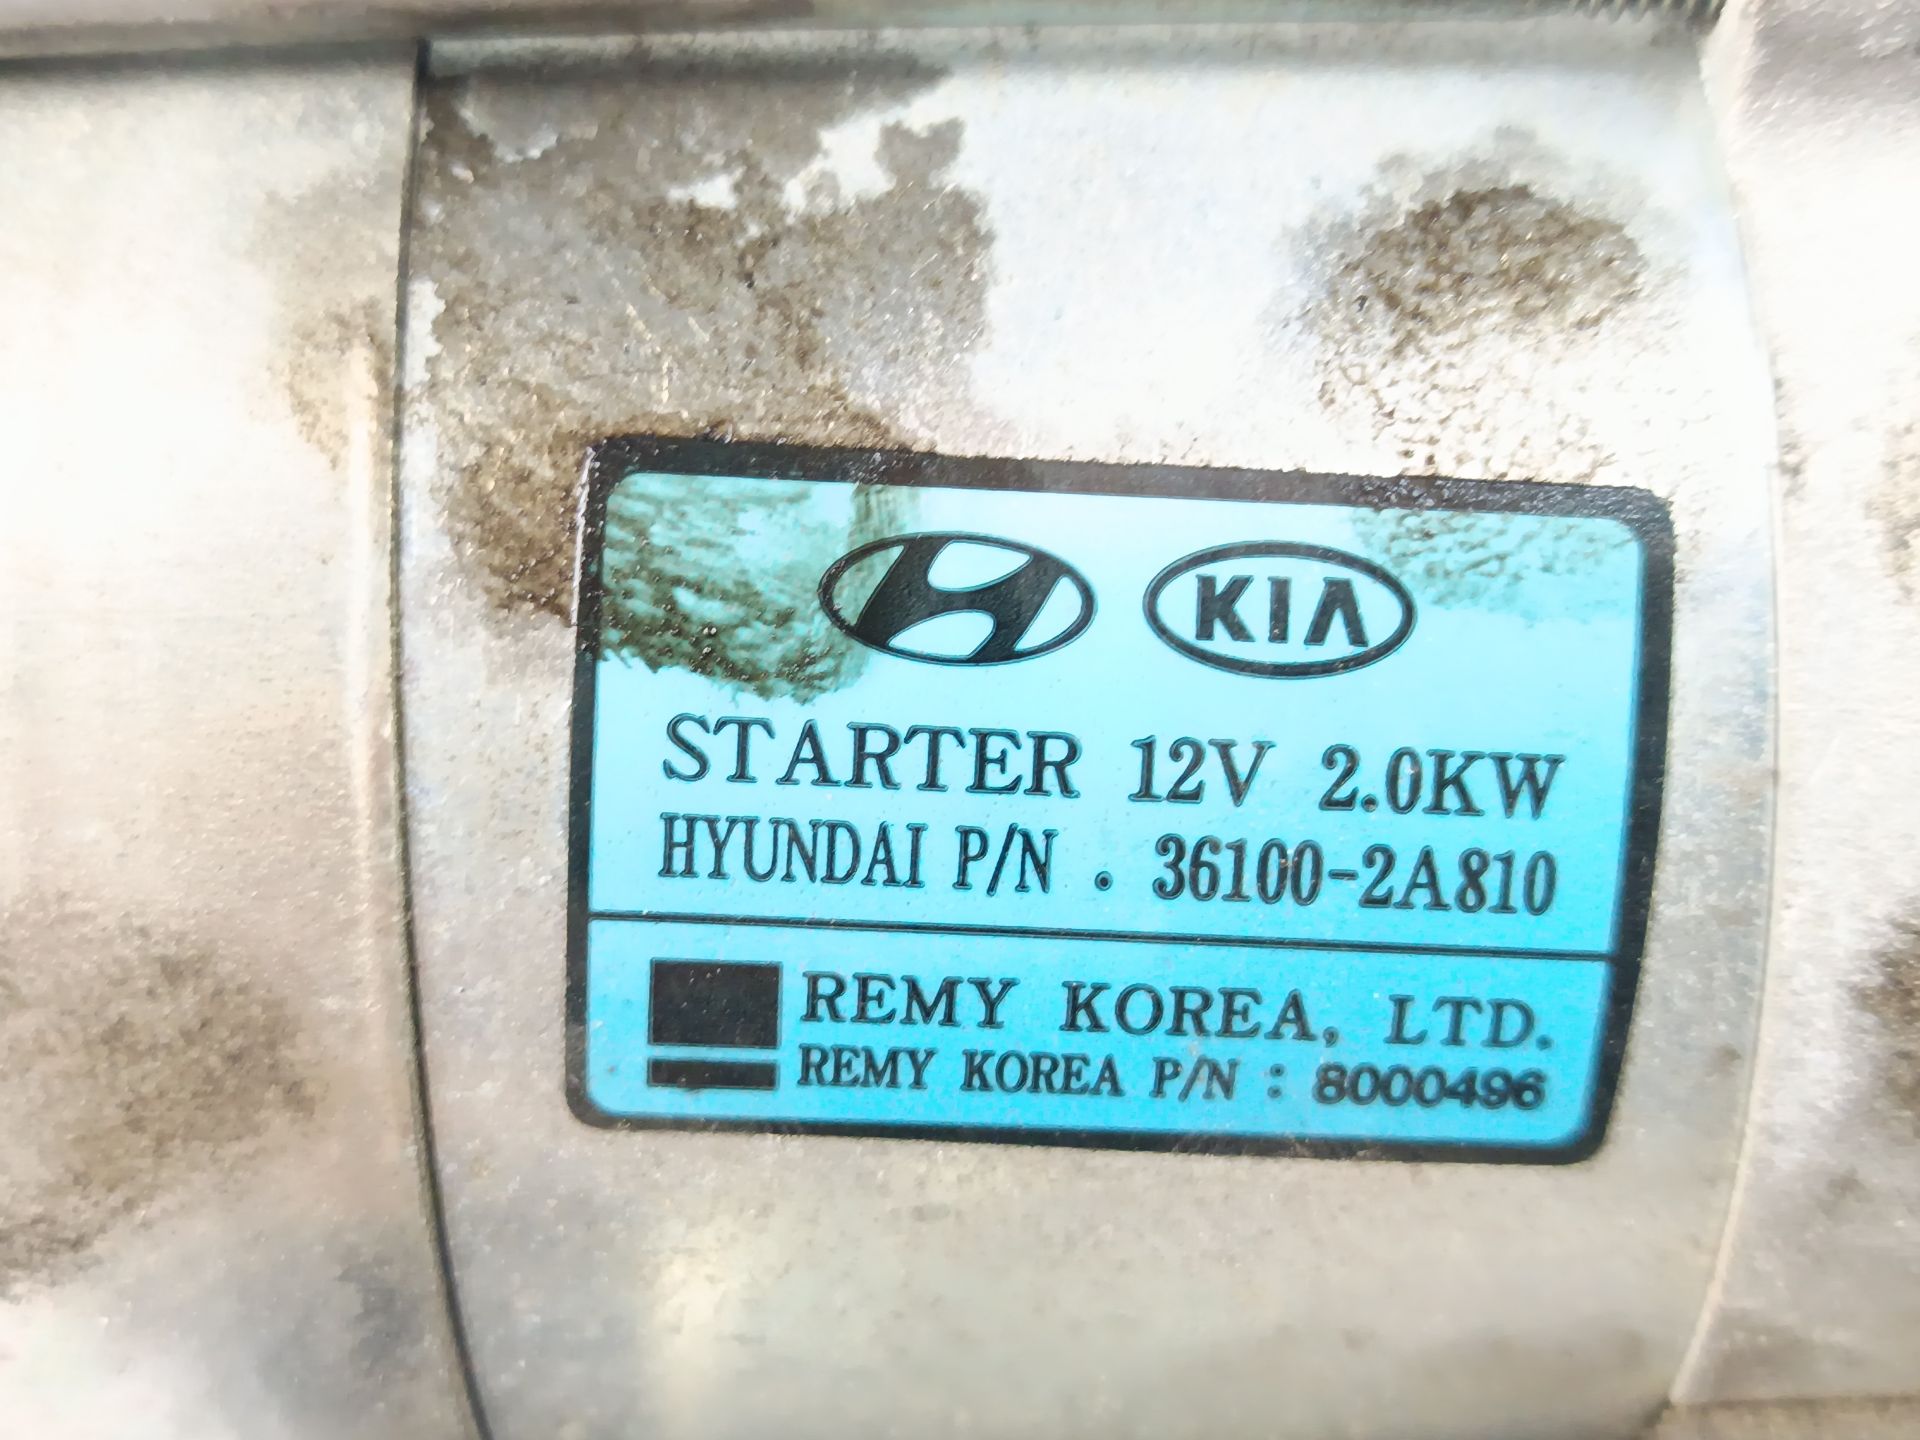 KIA
STARTER 12V 2.0KW
HYUNDAI P/N . 36100-2A810
REMY KOREA, LTD.
REMY KOREA P/N : 8000496